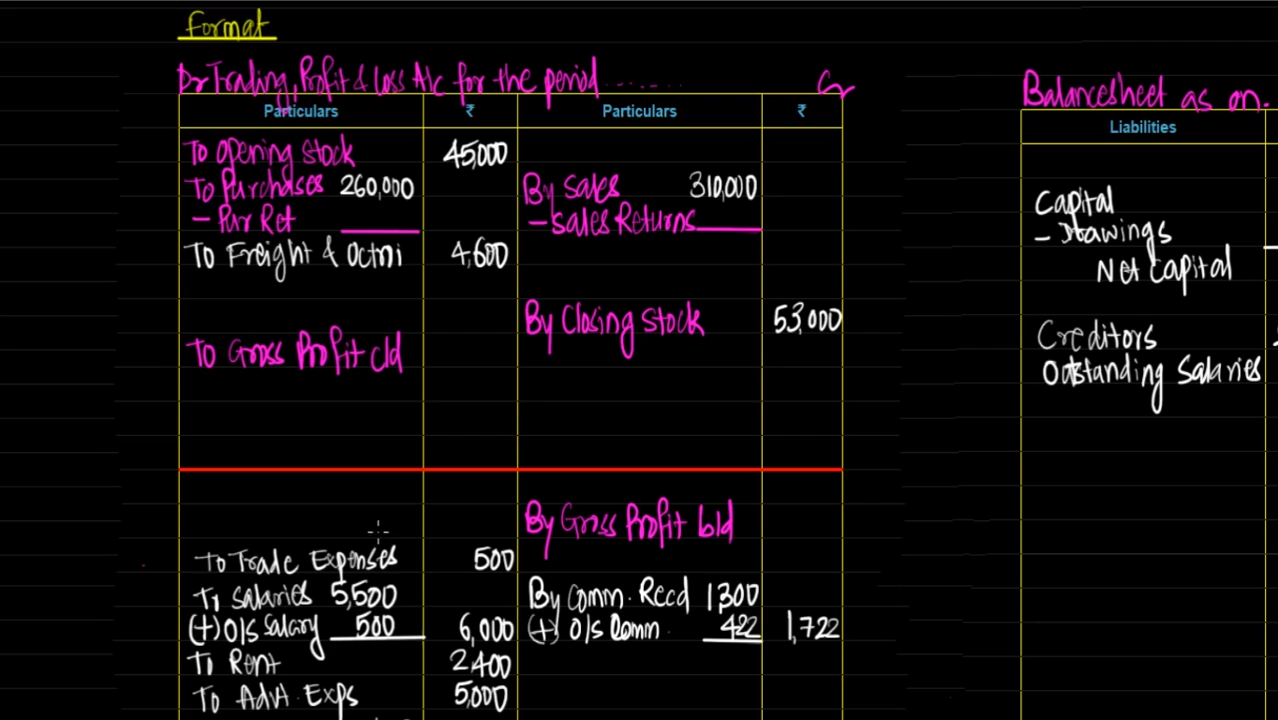 Format
Dr Trading, Profit & Loss A/c for the period ........ Cr
Particulars ₹ Particulars ₹
To Opening Stock 45,000
To Purchases 260,000 By Sales 310,000
- Pur Ret - Sales Returns
To Freight & Octroi 4,600
By Closing Stock 53,000
To Gross Profit c/d
By Gross Profit b/d
To Trade Expenses 500
To Salaries 5,500 By Comm. Recd 1300
(+) O/s Salary 500 6,000 (+) O/s Comm. 422 1,722
To Rent 2,400
To Advt. Exps 5,000
Balancesheet as on.
Liabilities
Capital
- Drawings
Net Capital
Creditors
Outstanding Salaries